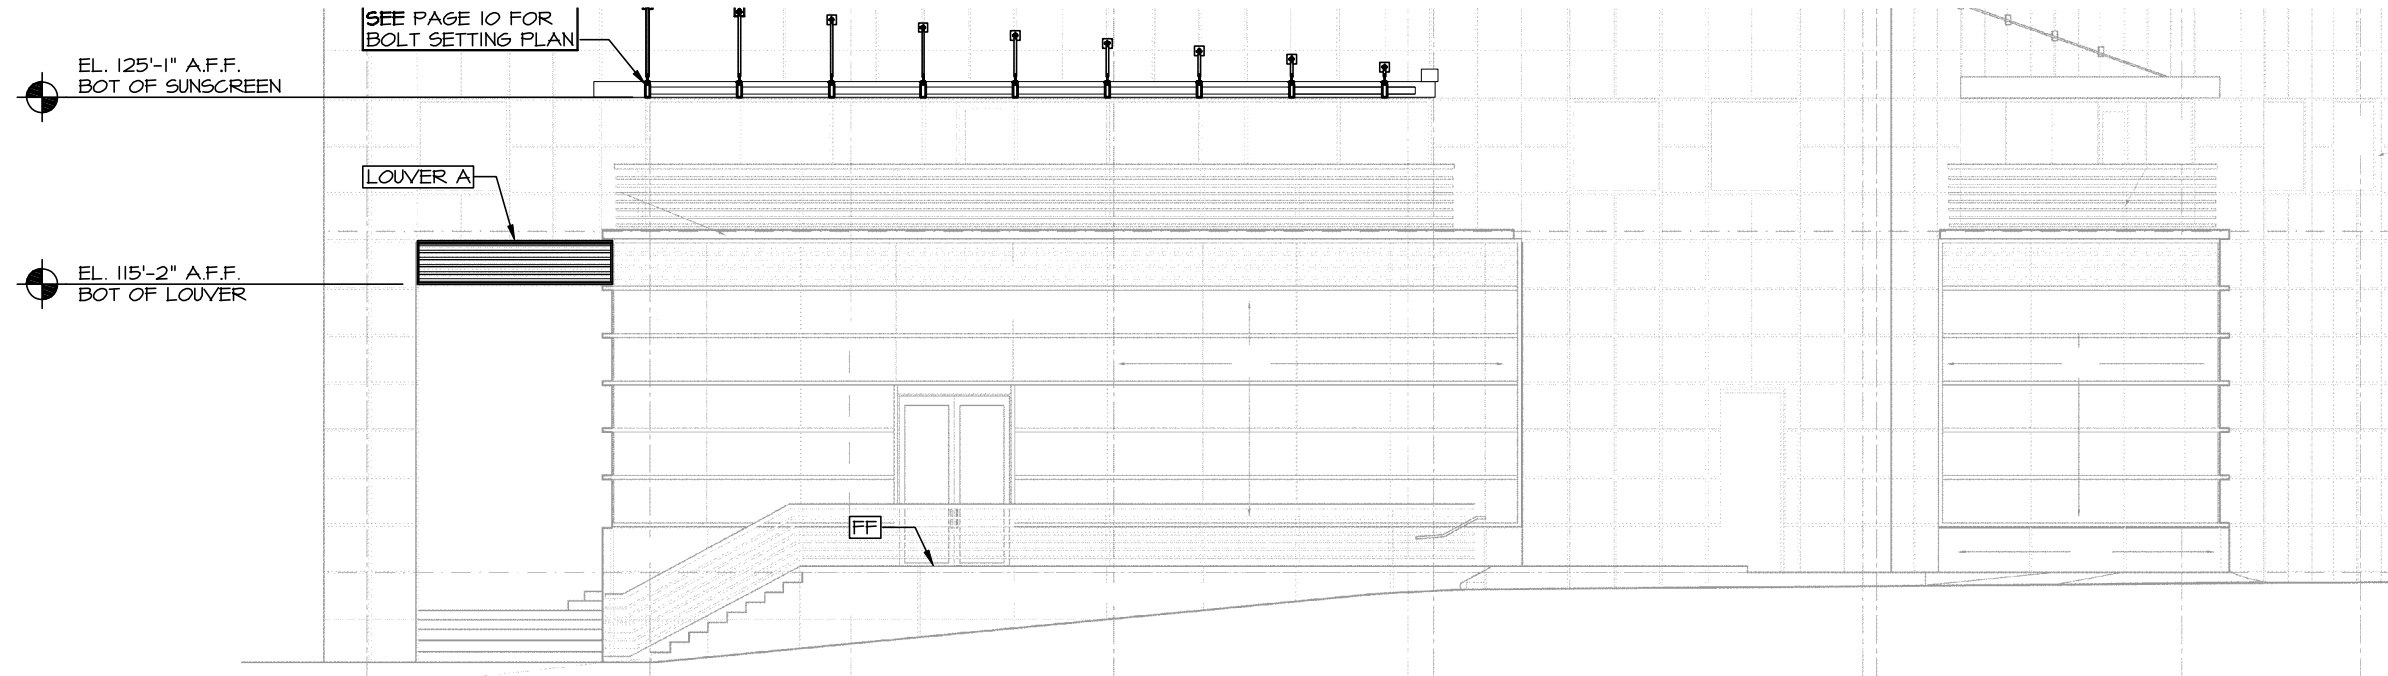 SEE PAGE 10 FOR
BOLT SETTING PLAN
EL. 125'-1" A.F.F.
BOT OF SUNSCREEN
LOUVER A
EL. 115'-2" A.F.F.
BOT OF LOUVER
FF